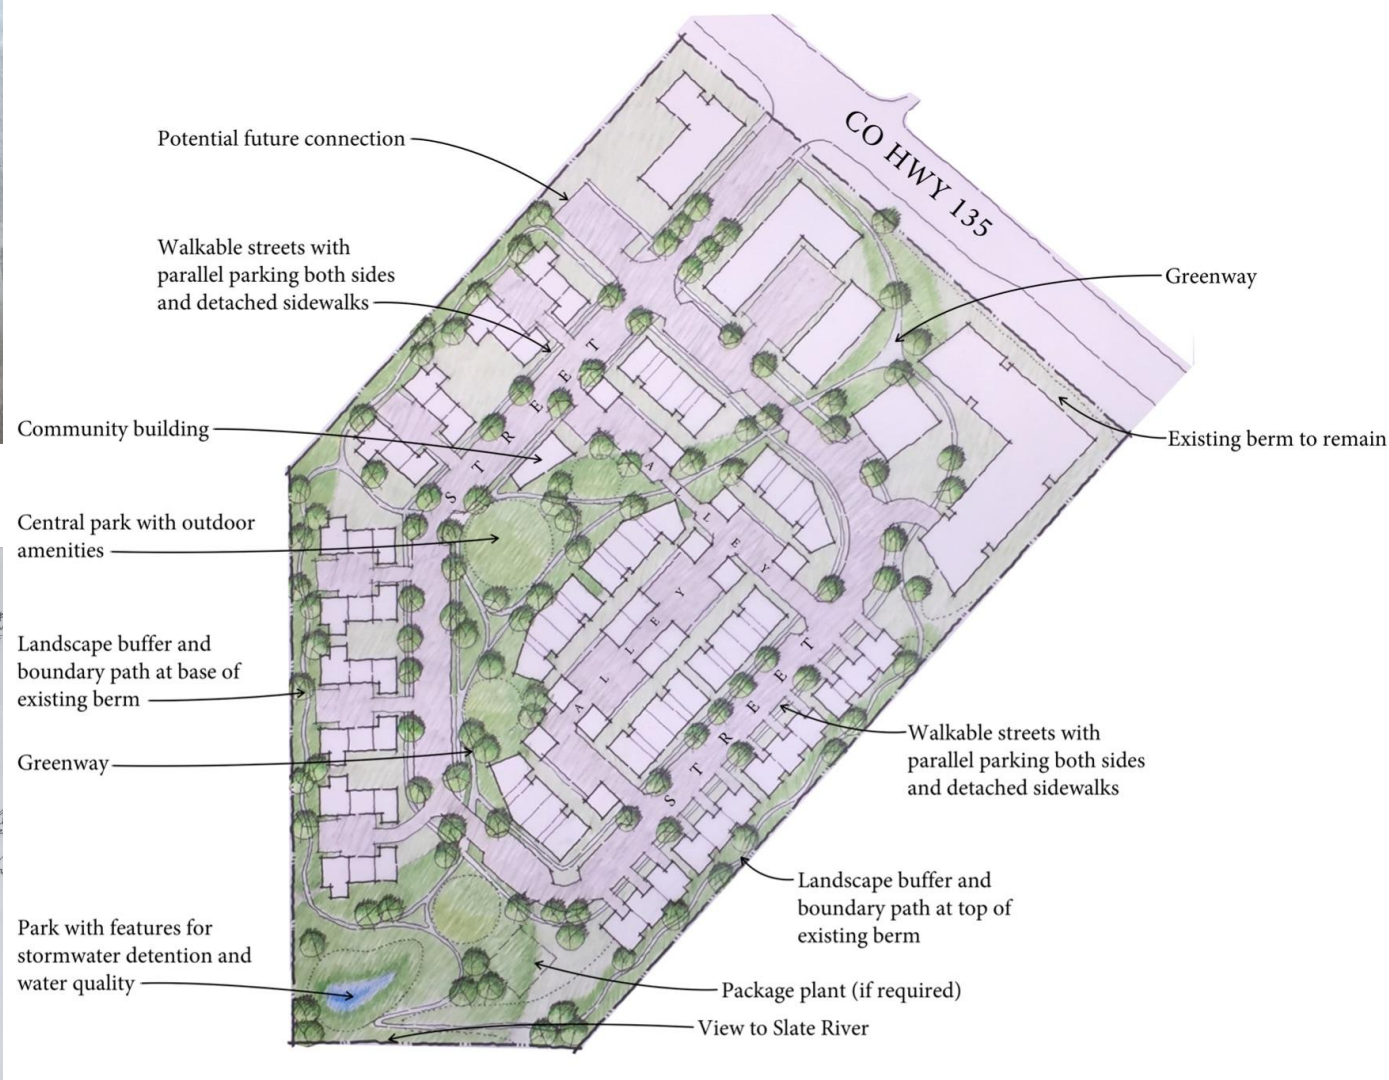 CO HWY 135
Potential future connection
Walkable streets with
parallel parking both sides
and detached sidewalks
Greenway
Community building
Existing berm to remain
Central park with outdoor
amenities
Landscape buffer and
boundary path at base of
existing berm
Greenway
Walkable streets with
parallel parking both sides
and detached sidewalks
Landscape buffer and
boundary path at top of
existing berm
Park with features for
stormwater detention and
water quality
Package plant (if required)
View to Slate River
STREET
ALLEY
ALLEY
STREET